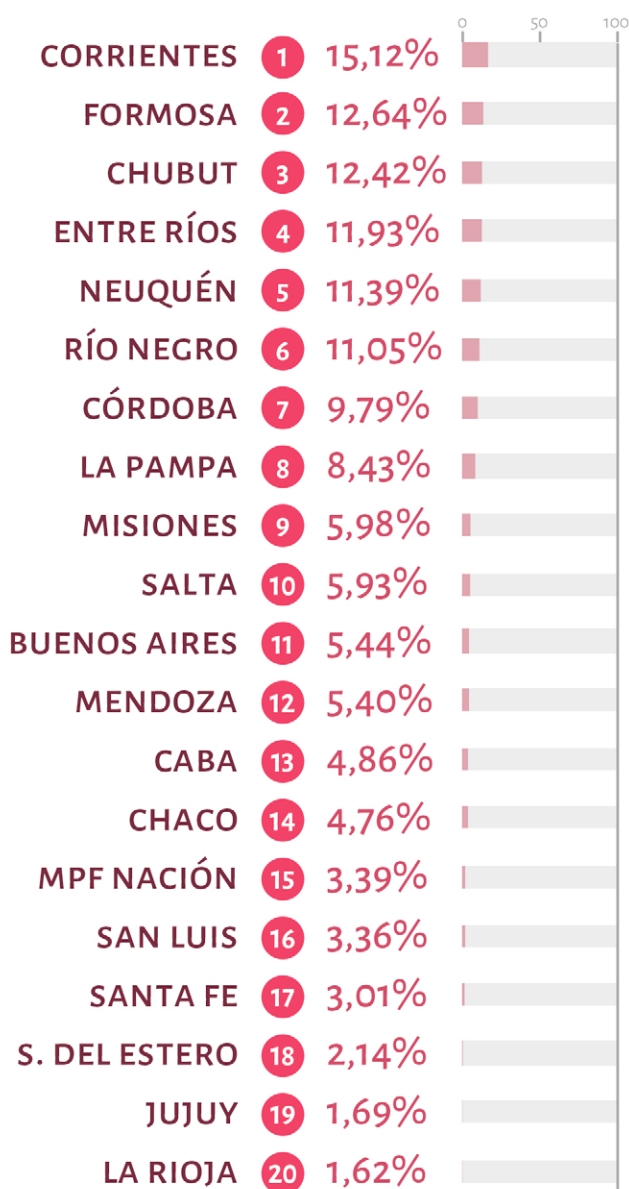 0 50 100
CORRIENTES 1 15,12%
FORMOSA 2 12,64%
CHUBUT 3 12,42%
ENTRE RÍOS 4 11,93%
NEUQUÉN 5 11,39%
RÍO NEGRO 6 11,05%
CÓRDOBA 7 9,79%
LA PAMPA 8 8,43%
MISIONES 9 5,98%
SALTA 10 5,93%
BUENOS AIRES 11 5,44%
MENDOZA 12 5,40%
CABA 13 4,86%
CHACO 14 4,76%
MPF NACIÓN 15 3,39%
SAN LUIS 16 3,36%
SANTA FE 17 3,01%
S. DEL ESTERO 18 2,14%
JUJUY 19 1,69%
LA RIOJA 20 1,62%